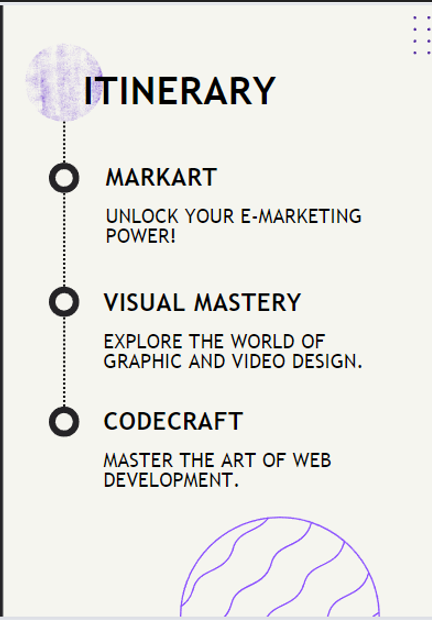 ITINERARY
MARKART
UNLOCK YOUR E-MARKETING
POWER!
VISUAL MASTERY
EXPLORE THE WORLD OF
GRAPHIC AND VIDEO DESIGN.
CODECRAFT
MASTER THE ART OF WEB
DEVELOPMENT.